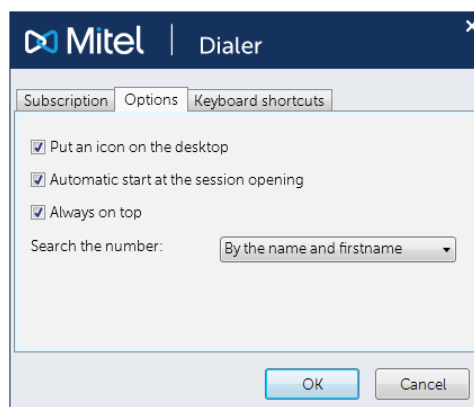 Mitel | Dialer
Subscription Options Keyboard shortcuts
Put an icon on the desktop
Automatic start at the session opening
Always on top
Search the number: By the name and firstname
OK Cancel